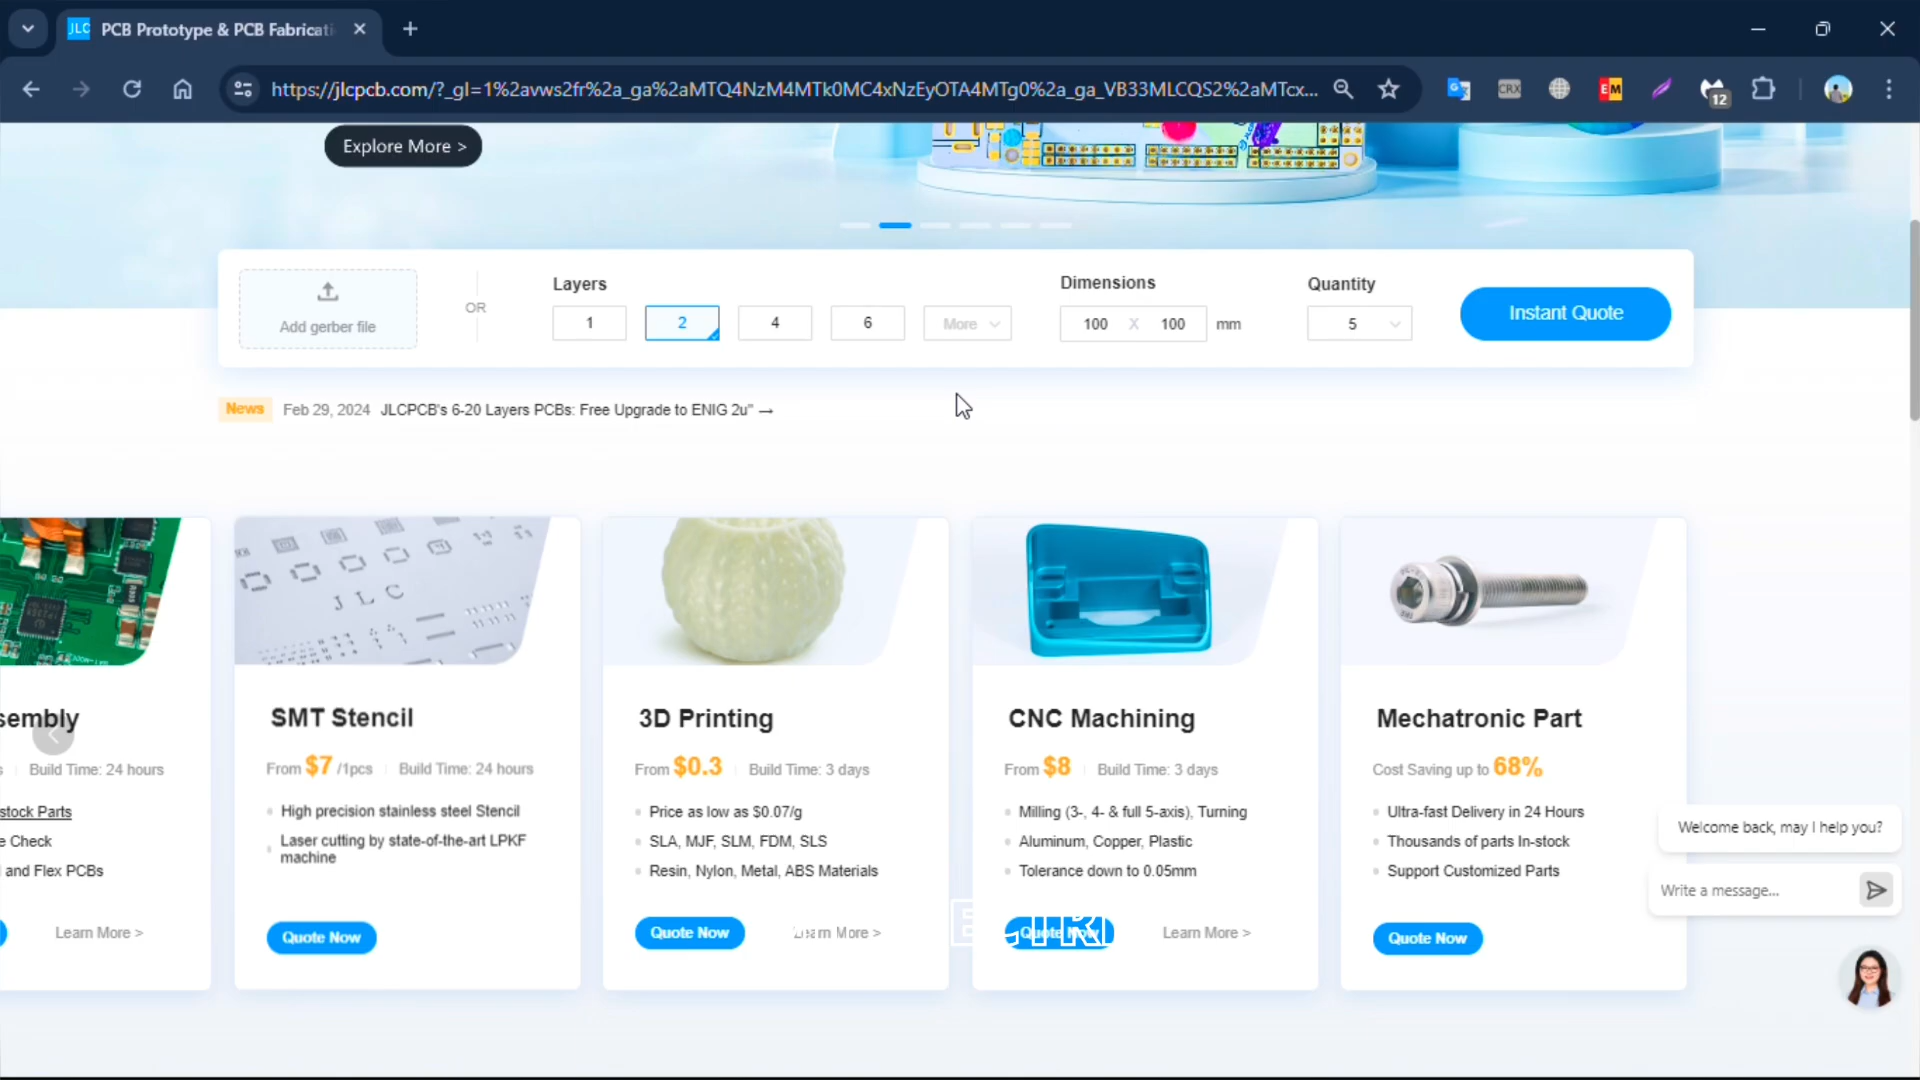 JLC PCB Prototype & PCB Fabricati
https://jlcpcb.com/?_gl=1%2avws2fr%2a_ga%2aMTQ4NzM4MTk0MC4xNzEyOTA4MTg0%2a_ga_VB33MLCQS2%2aMTcx...
CRX
EM
12
Explore More >
Add gerber file
OR
Layers
1
2
4
6
More
Dimensions
100 X 100 mm
Quantity
5
Instant Quote
News Feb 29, 2024 JLCPCB's 6-20 Layers PCBs: Free Upgrade to ENIG 2u" →
sembly
Build Time: 24 hours
stock Parts
e Check
and Flex PCBs
Learn More >
J L C
SMT Stencil
From $7 /1pcs Build Time: 24 hours
High precision stainless steel Stencil
Laser cutting by state-of-the-art LPKF
machine
Quote Now
3D Printing
From $0.3 Build Time: 3 days
Price as low as $0.07/g
SLA, MJF, SLM, FDM, SLS
Resin, Nylon, Metal, ABS Materials
Quote Now Learn More >
CNC Machining
From $8 Build Time: 3 days
Milling (3-, 4- & full 5-axis), Turning
Aluminum, Copper, Plastic
Tolerance down to 0.05mm
Quote Now Learn More >
Mechatronic Part
Cost Saving up to 68%
Ultra-fast Delivery in 24 Hours
Thousands of parts In-stock
Support Customized Parts
Quote Now
Welcome back, may I help you?
Write a message...